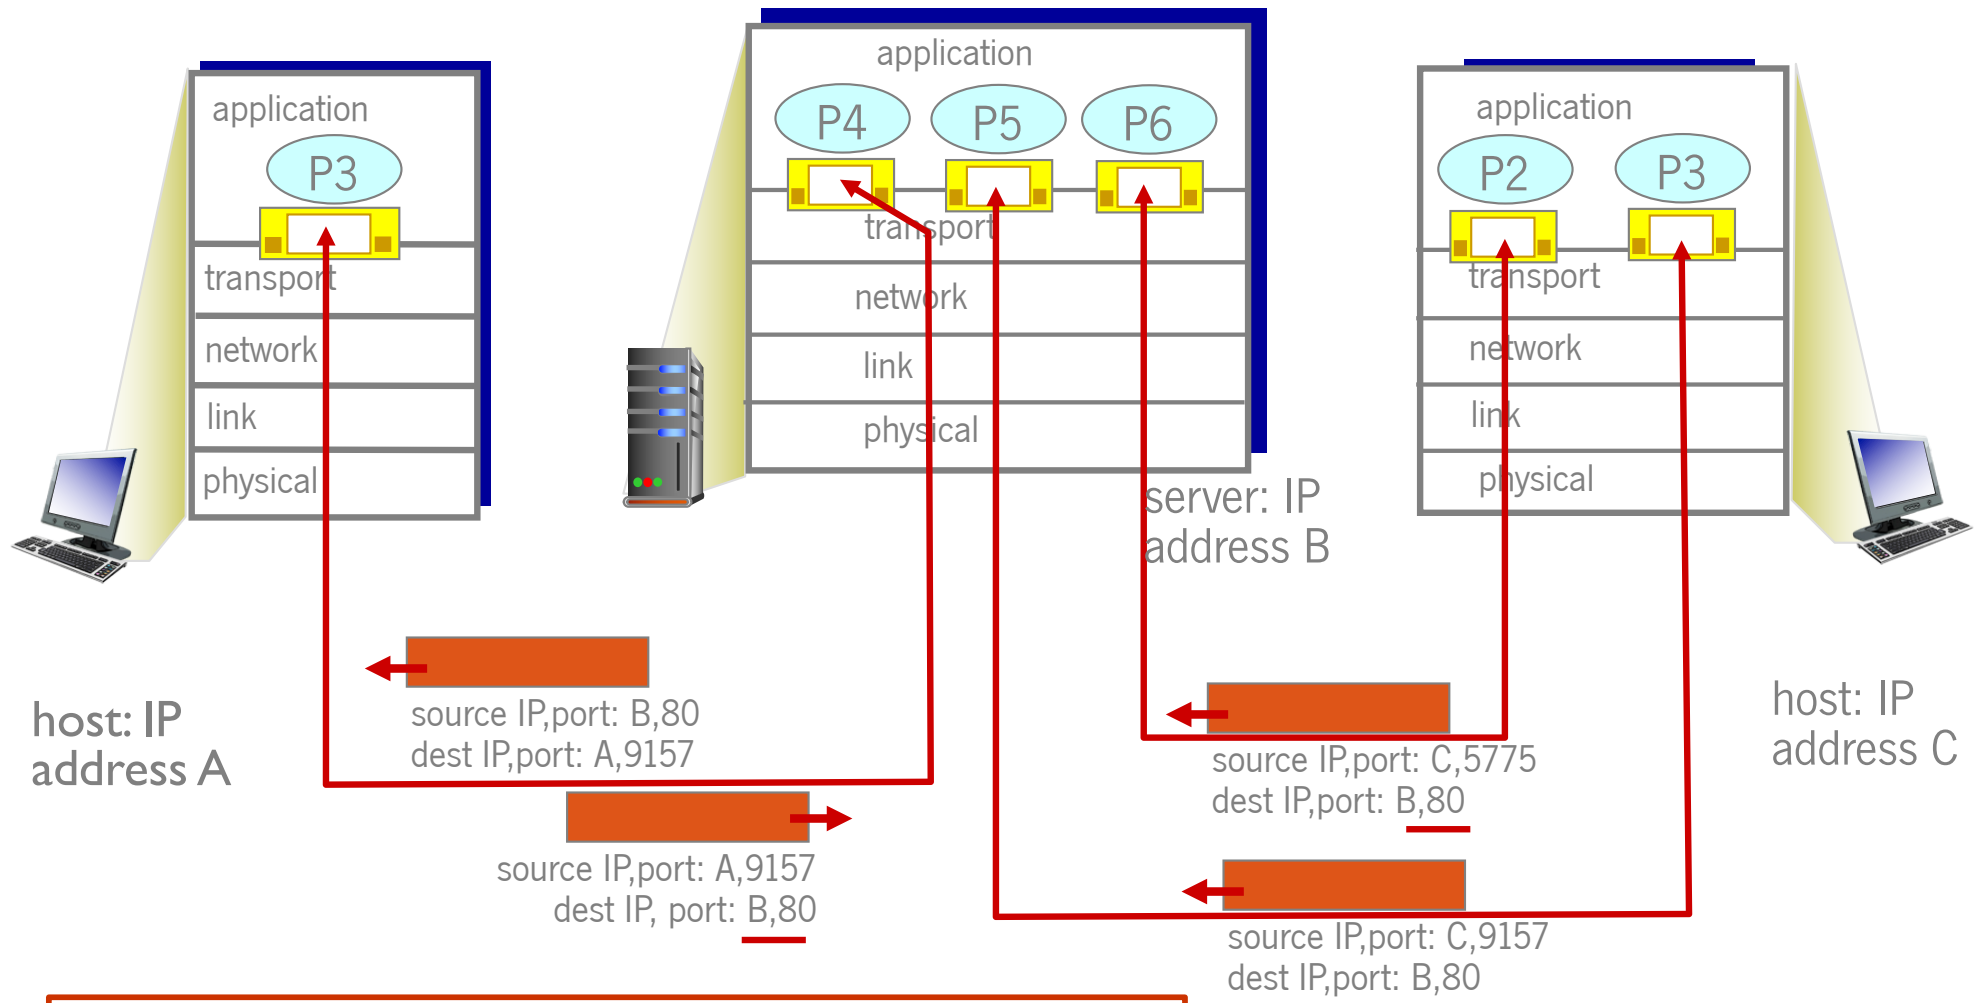 application
P3
transport
network
link
physical
host: IP
address A
application
P4
P5
P6
transport
network
link
physical
server: IP
address B
application
P2
P3
transport
network
link
physical
host: IP
address C
source IP,port: B,80
dest IP,port: A,9157
source IP,port: A,9157
dest IP, port: B,80
source IP,port: C,5775
dest IP,port: B,80
source IP,port: C,9157
dest IP,port: B,80